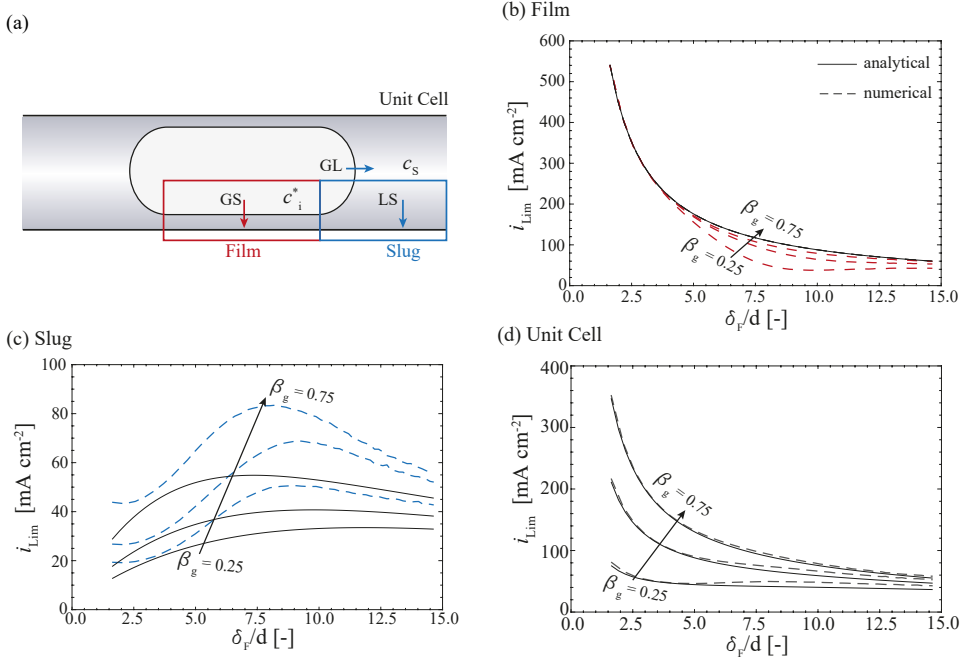 (a)
Unit Cell
GL
c_S
GS
c*_i
LS
Film
Slug
(b) Film
600
500
400
300
200
100
0
i_Lim [mA cm⁻²]
analytical
numerical
β_g = 0.75
β_g = 0.25
0.0 2.5 5.0 7.5 10.0 12.5 15.0
δ_F/d [-]
(c) Slug
100
80
60
40
20
0
i_Lim [mA cm⁻²]
β_g = 0.75
β_g = 0.25
0.0 2.5 5.0 7.5 10.0 12.5 15.0
δ_F/d [-]
(d) Unit Cell
400
300
200
100
0
i_Lim [mA cm⁻²]
β_g = 0.75
β_g = 0.25
0.0 2.5 5.0 7.5 10.0 12.5 15.0
δ_F/d [-]